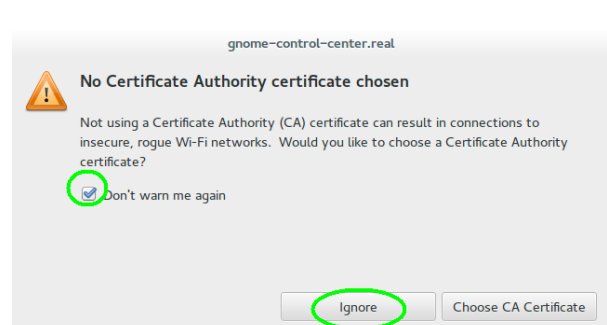 gnome-control-center.real
No Certificate Authority certificate chosen
Not using a Certificate Authority (CA) certificate can result in connections to
insecure, rogue Wi-Fi networks.  Would you like to choose a Certificate Authority
certificate?
Don't warn me again
Ignore
Choose CA Certificate